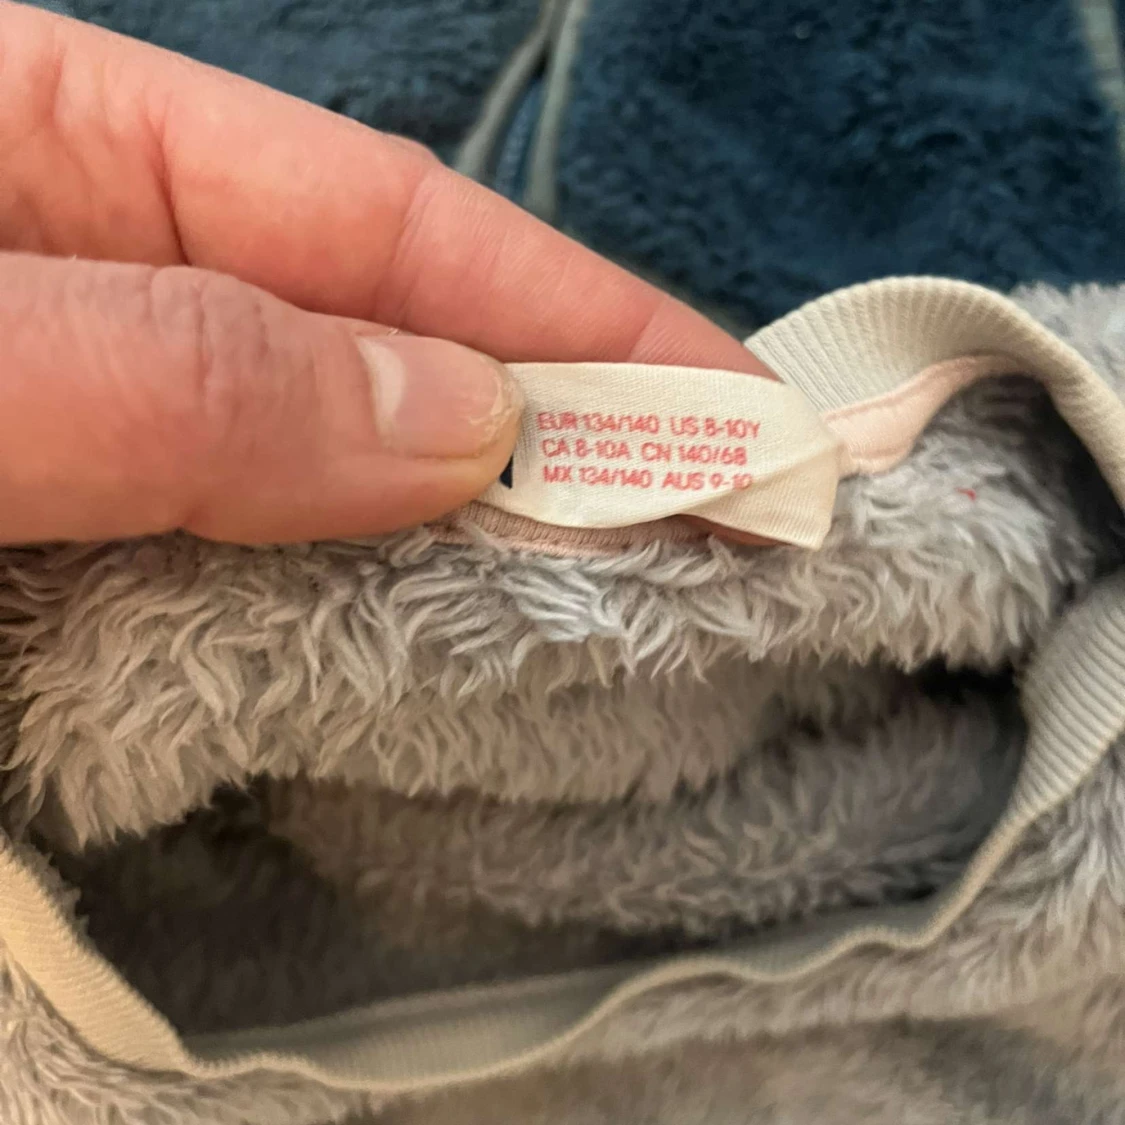 EUR 134/140 US 8-10Y
CA 8-10A CN 140/68
MX 134/140 AUS 9-10